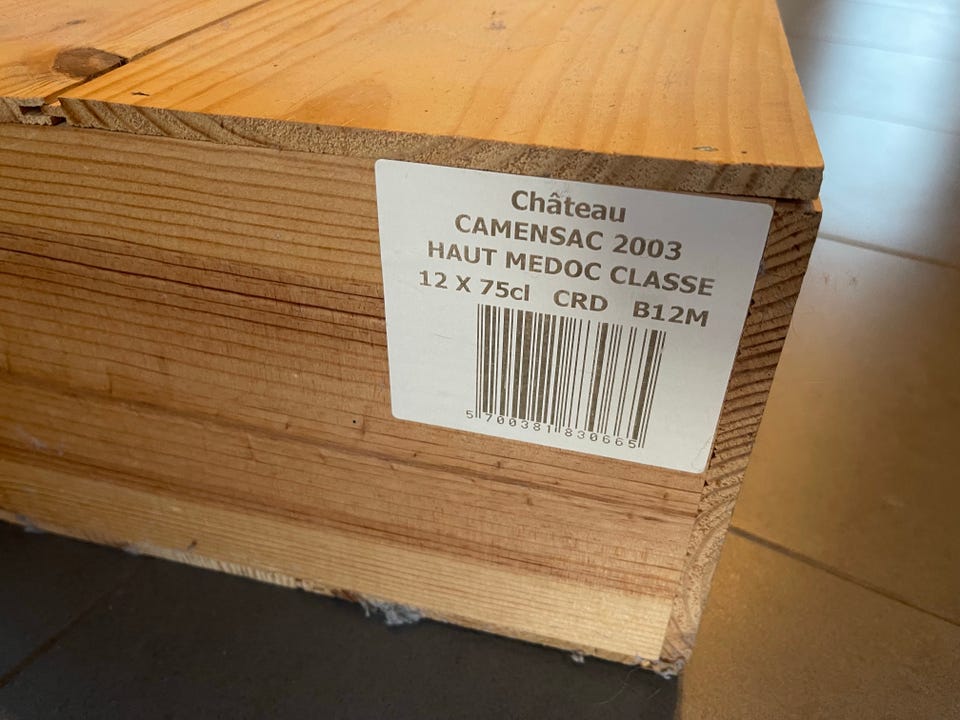 Château
CAMENSAC 2003
HAUT MEDOC CLASSE
12 X 75cl CRD B12M
5 700381 830665